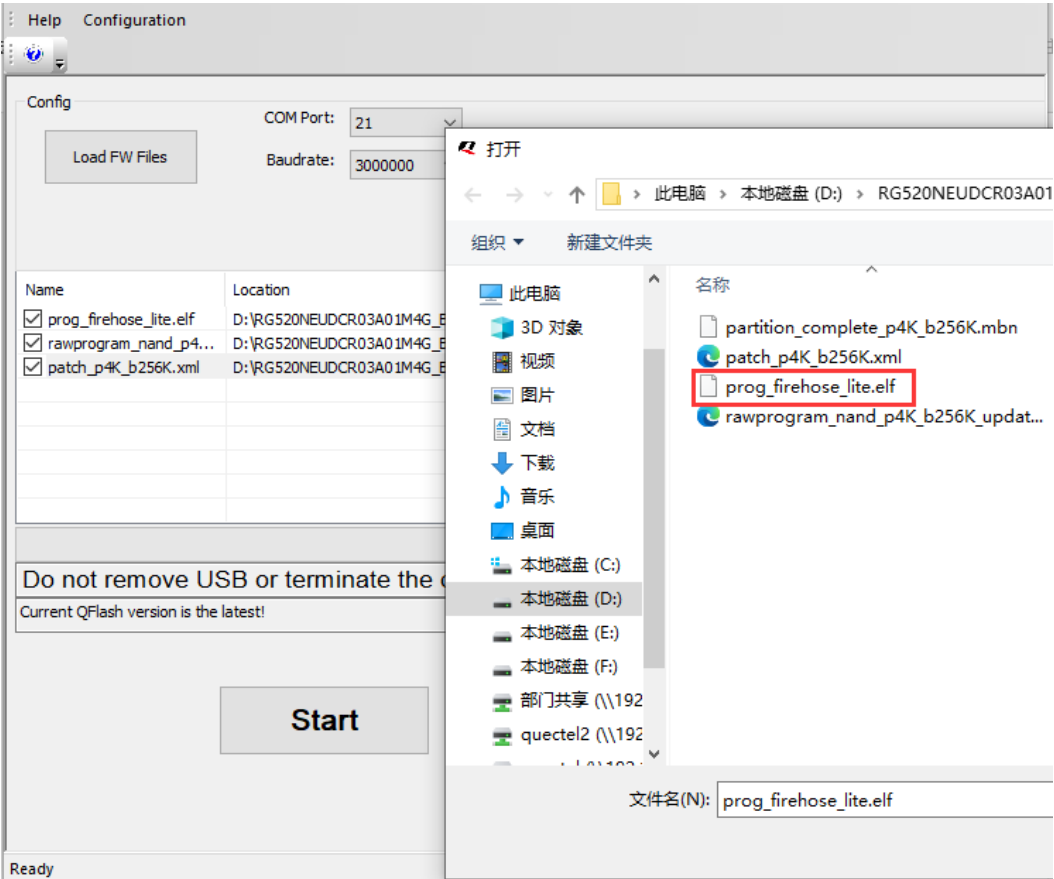 Help Configuration
Config
Load FW Files
COM Port: 21
Baudrate: 3000000
Name Location
prog_firehose_lite.elf D:\RG520NEUDCR03A01M4G_
rawprogram_nand_p4... D:\RG520NEUDCR03A01M4G_
patch_p4K_b256K.xml D:\RG520NEUDCR03A01M4G_
Do not remove USB or terminate the
Current QFlash version is the latest!
Start
Ready
打开
此电脑 › 本地磁盘 (D:) › RG520NEUDCR03A01
组织 新建文件夹
此电脑
3D 对象
视频
图片
文档
下载
音乐
桌面
本地磁盘 (C:)
本地磁盘 (D:)
本地磁盘 (E:)
本地磁盘 (F:)
部门共享 (\\192
quectel2 (\\192
名称
partition_complete_p4K_b256K.mbn
patch_p4K_b256K.xml
prog_firehose_lite.elf
rawprogram_nand_p4K_b256K_updat...
文件名(N): prog_firehose_lite.elf